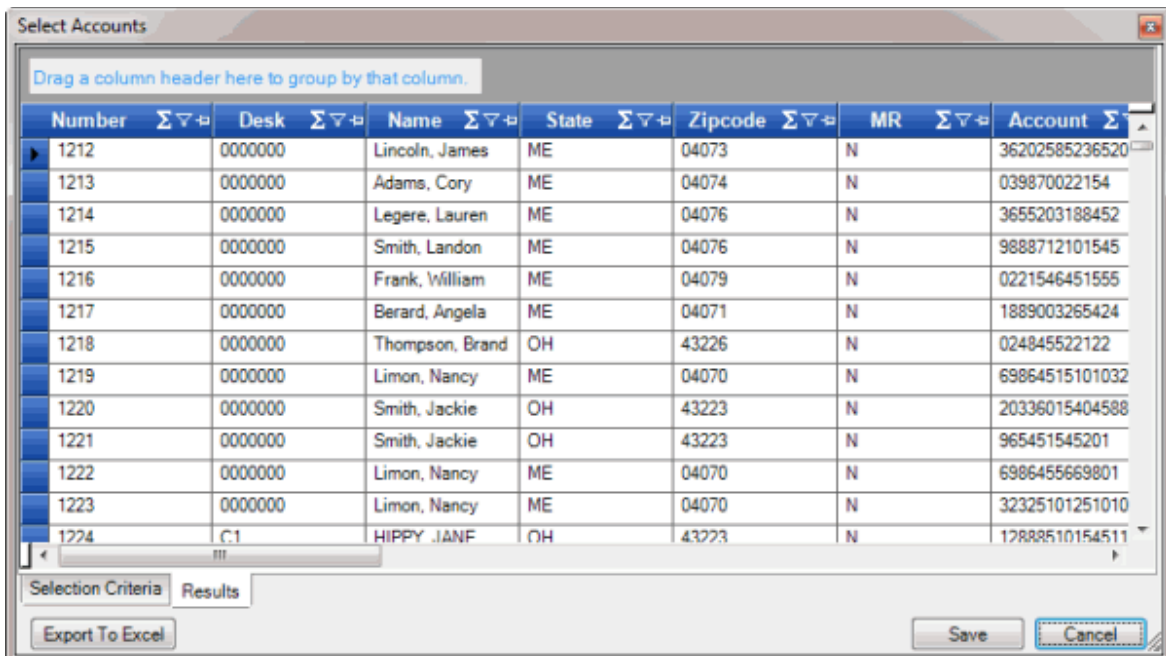 Select Accounts
Drag a column header here to group by that column.
Number Desk Name State Zipcode MR Account
1212 0000000 Lincoln, James ME 04073 N 36202585236520
1213 0000000 Adams, Cory ME 04074 N 039870022154
1214 0000000 Legere, Lauren ME 04076 N 3655203188452
1215 0000000 Smith, Landon ME 04076 N 9888712101545
1216 0000000 Frank, William ME 04079 N 0221546451555
1217 0000000 Berard, Angela ME 04071 N 1889003265424
1218 0000000 Thompson, Brand OH 43226 N 024845522122
1219 0000000 Limon, Nancy ME 04070 N 69864515101032
1220 0000000 Smith, Jackie OH 43223 N 20336015404588
1221 0000000 Smith, Jackie OH 43223 N 965451545201
1222 0000000 Limon, Nancy ME 04070 N 6986455669801
1223 0000000 Limon, Nancy ME 04070 N 32325101251010
1224 C1 HIPPY, JANE OH 43223 N 12888510154511
Selection Criteria Results
Export To Excel Save Cancel